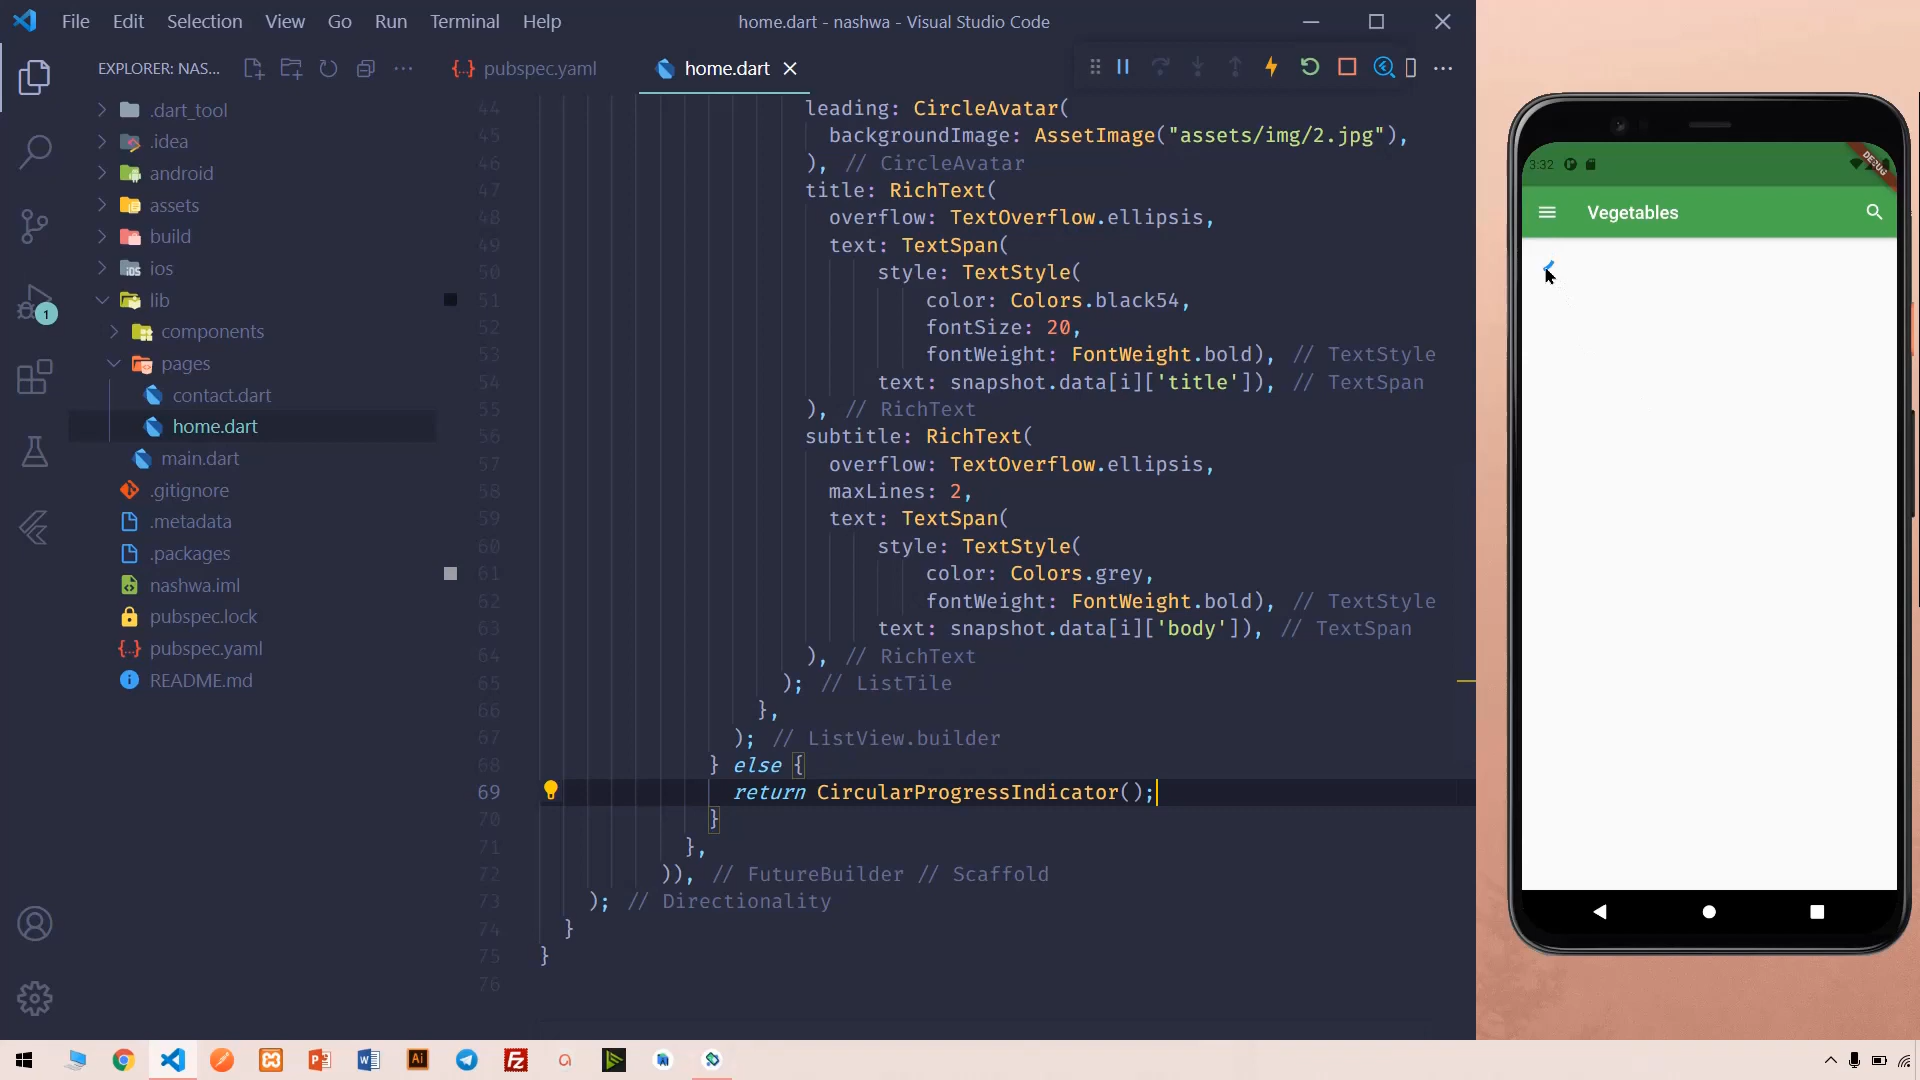 File Edit Selection View Go Run Terminal Help
home.dart - nashwa - Visual Studio Code
EXPLORER: NAS...
pubspec.yaml
home.dart
.dart_tool
.idea
android
assets
build
ios
lib
components
pages
contact.dart
home.dart
main.dart
.gitignore
.metadata
.packages
nashwa.iml
pubspec.lock
pubspec.yaml
README.md
1
44 leading: CircleAvatar(
45 backgroundImage: AssetImage("assets/img/2.jpg"),
46 ), // CircleAvatar
47 title: RichText(
48 overflow: TextOverflow.ellipsis,
49 text: TextSpan(
50 style: TextStyle(
51 color: Colors.black54,
52 fontSize: 20,
53 fontWeight: FontWeight.bold), // TextStyle
54 text: snapshot.data[i]['title']), // TextSpan
55 ), // RichText
56 subtitle: RichText(
57 overflow: TextOverflow.ellipsis,
58 maxLines: 2,
59 text: TextSpan(
60 style: TextStyle(
61 color: Colors.grey,
62 fontWeight: FontWeight.bold), // TextStyle
63 text: snapshot.data[i]['body']), // TextSpan
64 ), // RichText
65 ); // ListTile
66 },
67 ); // ListView.builder
68 } else {
69 return CircularProgressIndicator();
70 }
71 },
72 )), // FutureBuilder // Scaffold
73 ); // Directionality
74 }
75 }
76
3:32
DEBUG
Vegetables